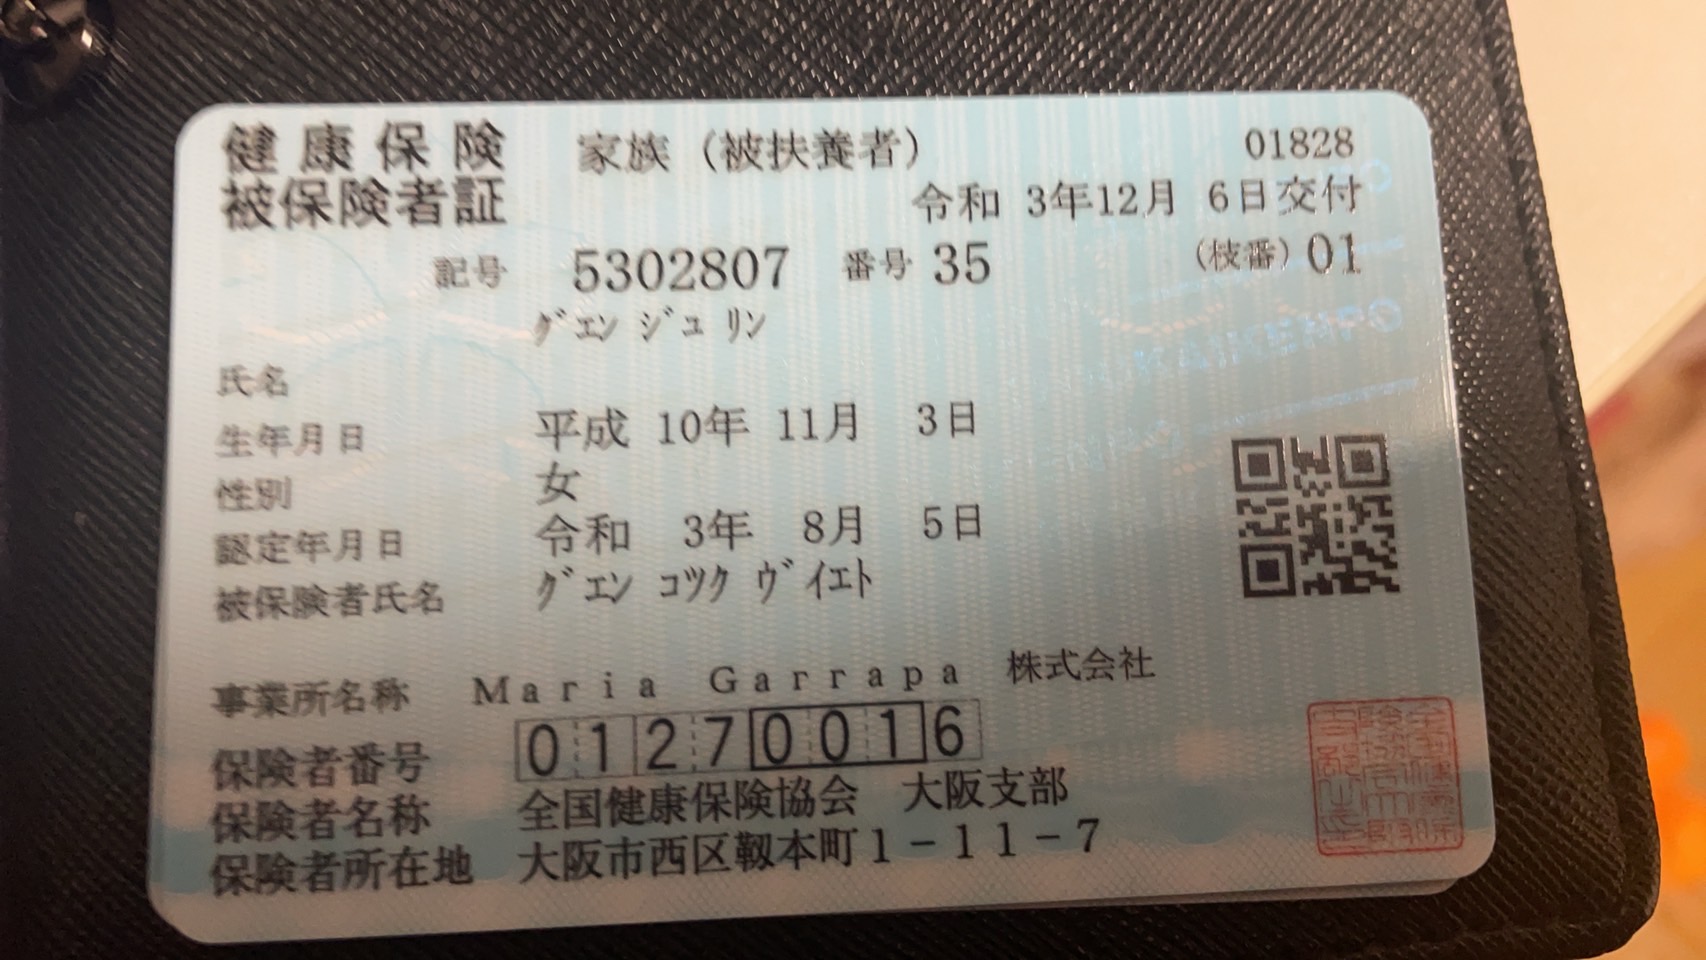 健康保険 家族（被扶養者） 01828
被保険者証 令和 3年12月 6日交付
記号 5302807 番号 35 (枝番) 01
ｸﾞｴﾝ ｼﾞﾕ ﾘﾝ
氏名
生年月日 平成 10年 11月 3日
性別 女
認定年月日 令和 3年 8月 5日
被保険者氏名 ｸﾞｴﾝ ｺﾂｸ ｳﾞｲｴﾄ
事業所名称 Ｍａｒｉａ Ｇａｒｒａｐａ 株式会社
保険者番号 01270016
保険者名称 全国健康保険協会 大阪支部
保険者所在地 大阪市西区靱本町１－１１－７